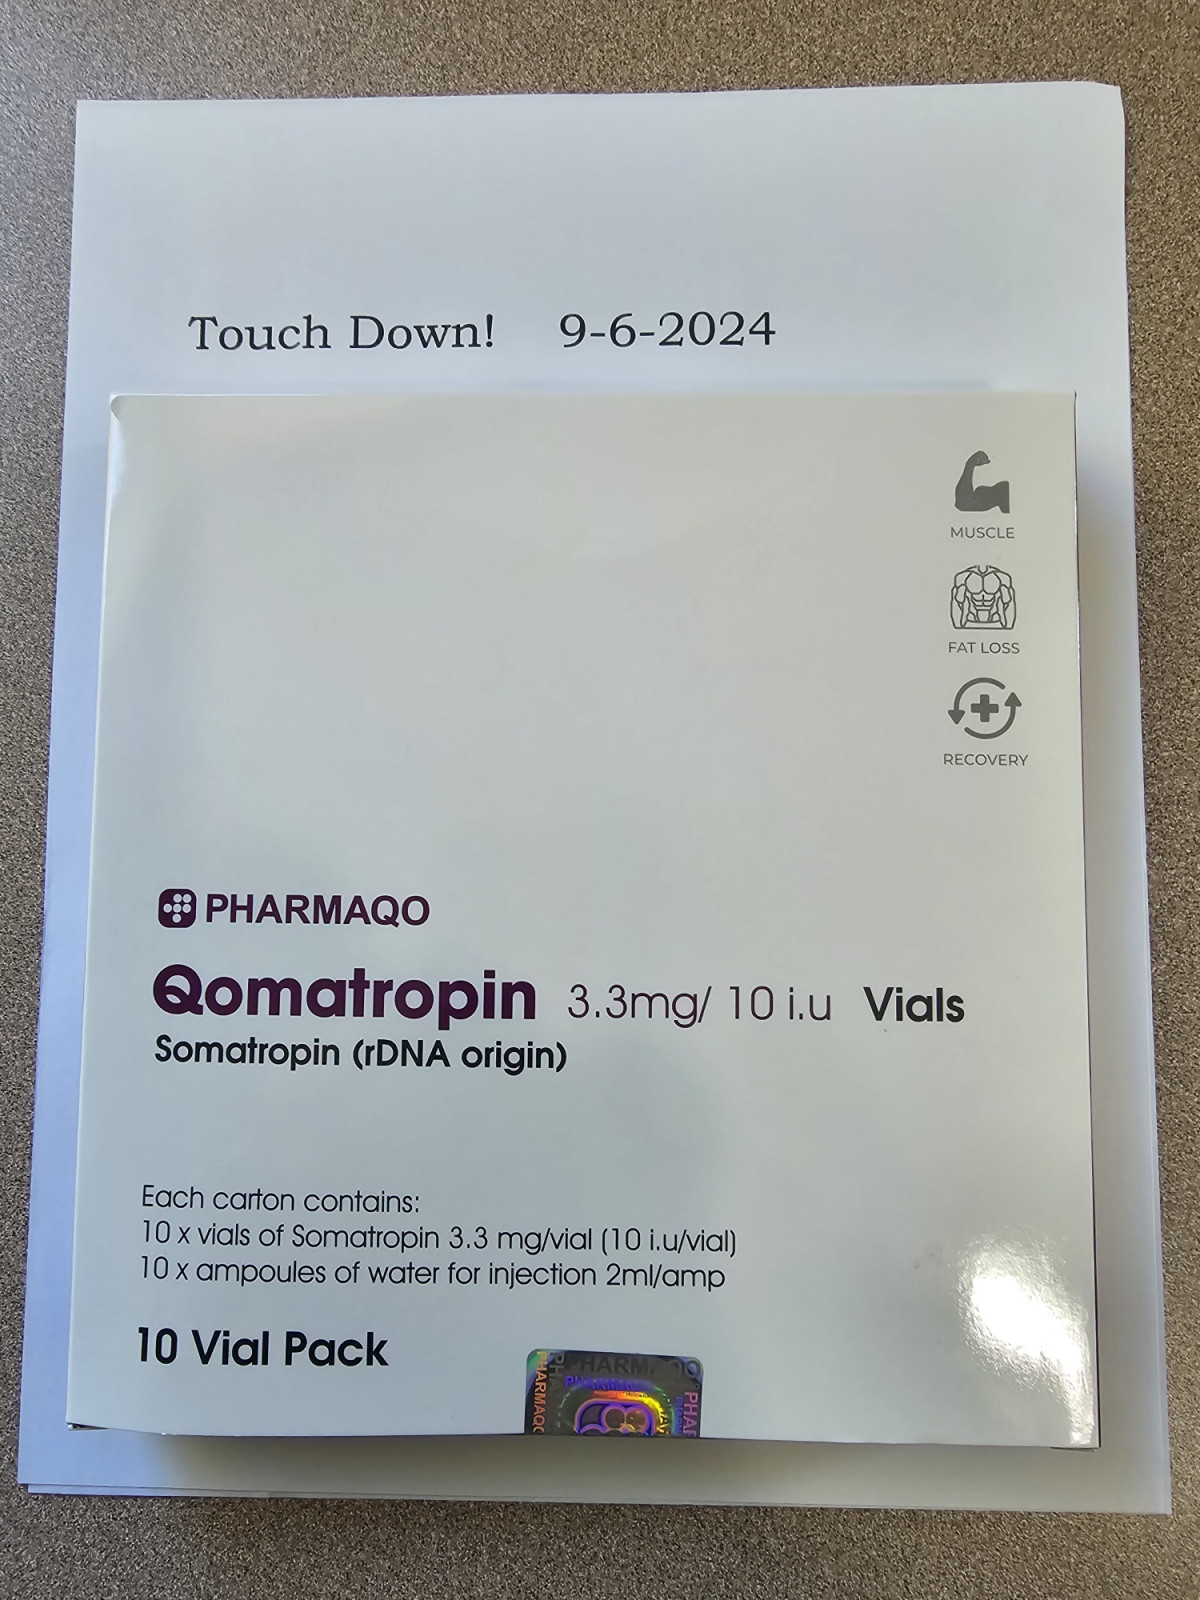 Touch Down! 9-6-2024
MUSCLE
FAT LOSS
RECOVERY
PHARMAQO
Qomatropin 3.3mg/ 10 i.u Vials
Somatropin (rDNA origin)
Each carton contains:
10 x vials of Somatropin 3.3 mg/vial (10 i.u/vial)
10 x ampoules of water for injection 2ml/amp
10 Vial Pack
PHARMAQO